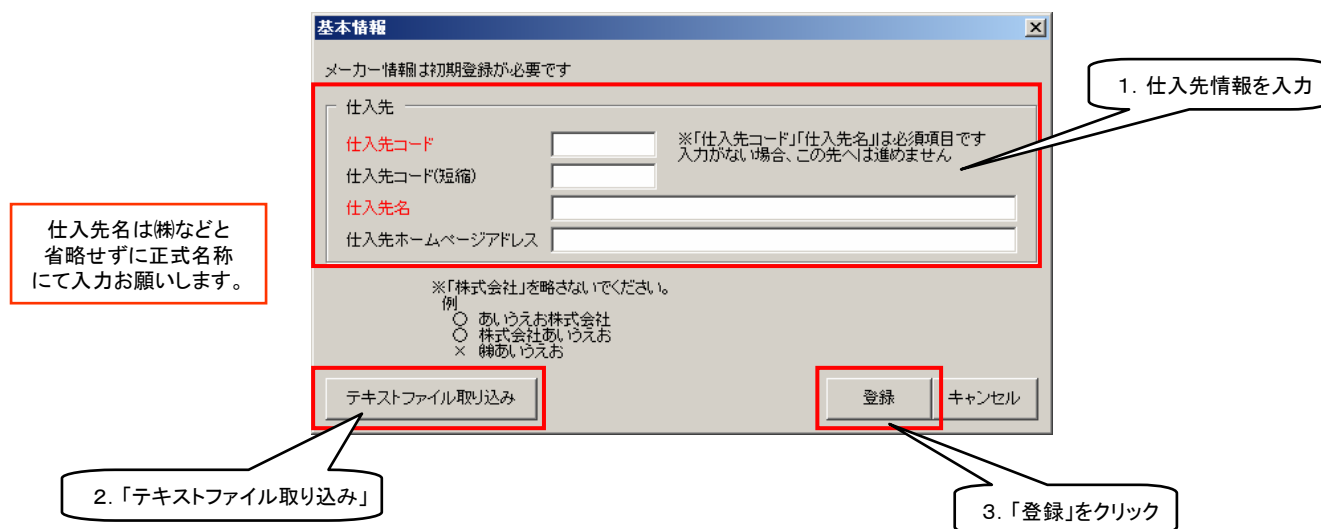 基本情報
メーカー情報は初期登録が必要です
1．仕入先情報を入力
仕入先
仕入先コード
※「仕入先コード」「仕入先名」は必須項目です
入力がない場合、この先へは進めません
仕入先コード(短縮)
仕入先名
仕入先ホームページアドレス
仕入先名は㈱などと
省略せずに正式名称
にて入力お願いします。
※「株式会社」を略さないでください。
例
○ あいうえお株式会社
○ 株式会社あいうえお
× ㈱あいうえお
テキストファイル取り込み
登録
キャンセル
2．「テキストファイル取り込み」
3．「登録」をクリック